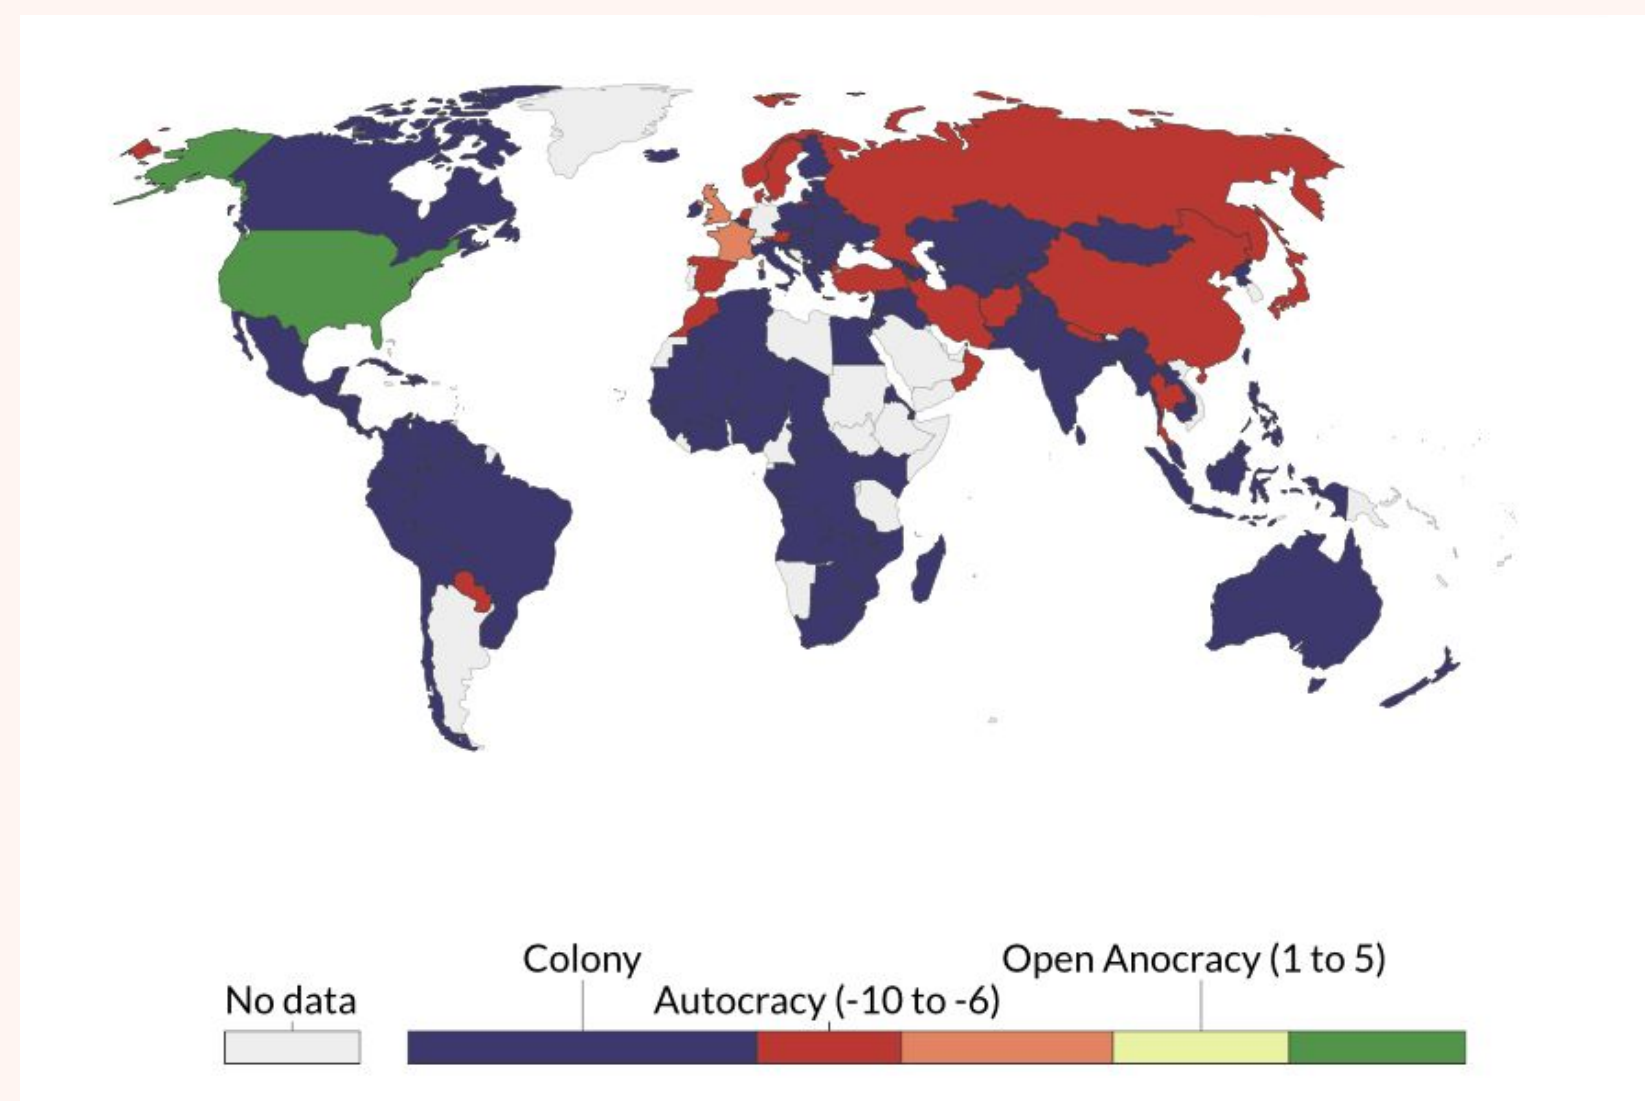 Colony
Open Anocracy (1 to 5)
No data
Autocracy (-10 to -6)